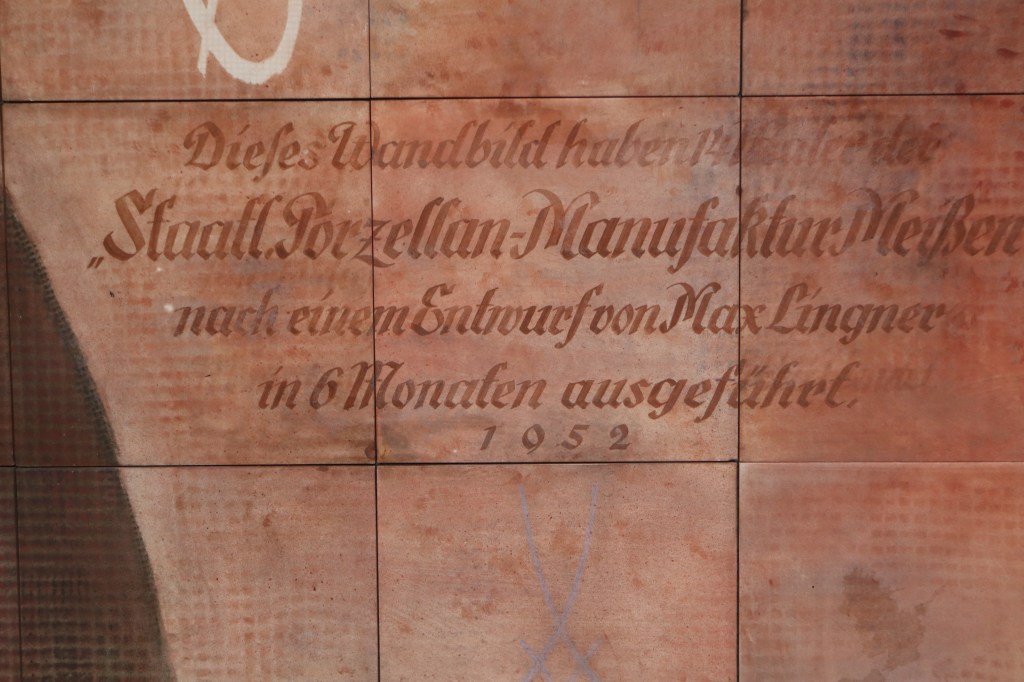 Dieses Wandbild haben 14 Maler der
„Staatl. Porzellan-Manufaktur Meißen
nach einem Entwurf von Max Lingner
in 6 Monaten ausgeführt.
1952